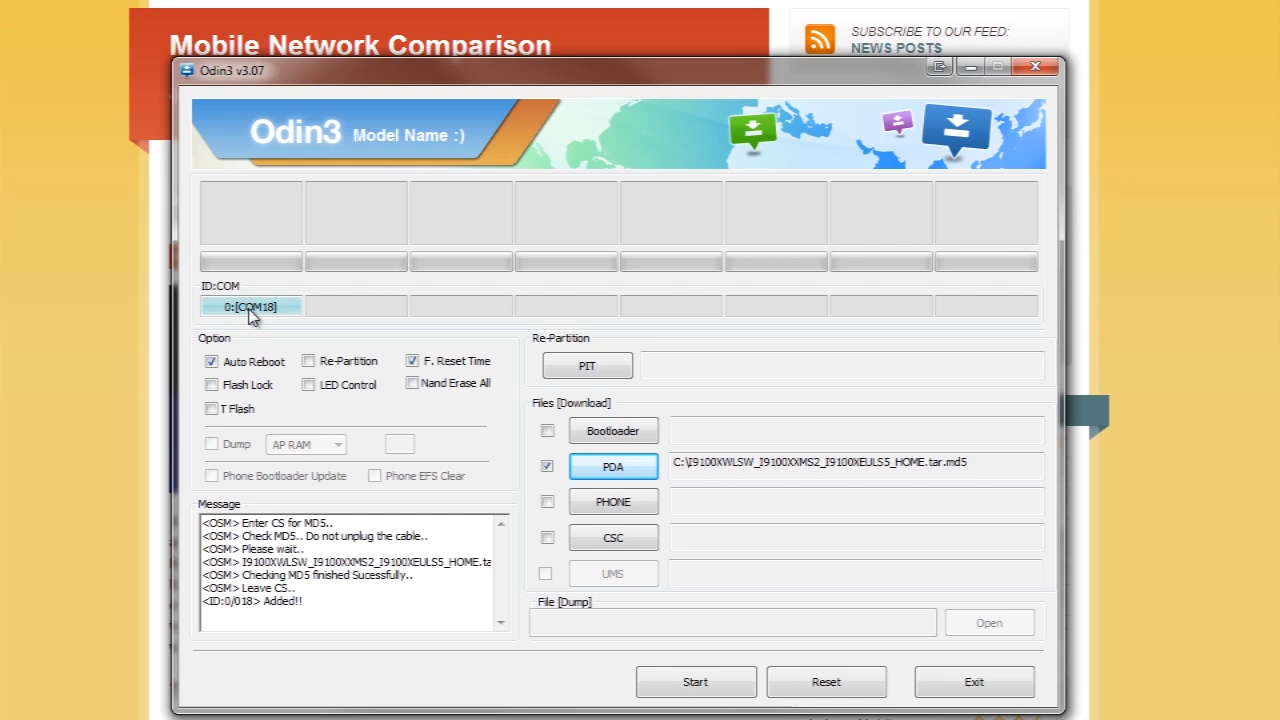 Mobile Network Comparison
SUBSCRIBE TO OUR FEED:
NEWS POSTS
Odin3 v3.07
Odin3 Model Name :)
ID:COM
0:[COM18]
Option
Auto Reboot
Re-Partition
F. Reset Time
Flash Lock
LED Control
Nand Erase All
T Flash
Dump
AP RAM
Phone Bootloader Update
Phone EFS Clear
Message
<OSM> Enter CS for MD5..
<OSM> Check MD5.. Do not unplug the cable..
<OSM> Please wait..
<OSM> I9100XWLSW_I9100XXMS2_I9100XEULS5_HOME.ta
<OSM> Checking MD5 finished Sucessfully..
<OSM> Leave CS..
<ID:0/018> Added!!
Re-Partition
PIT
Files [Download]
Bootloader
PDA
C:\I9100XWLSW_I9100XXMS2_I9100XEULS5_HOME.tar.md5
PHONE
CSC
UMS
File [Dump]
Open
Start
Reset
Exit